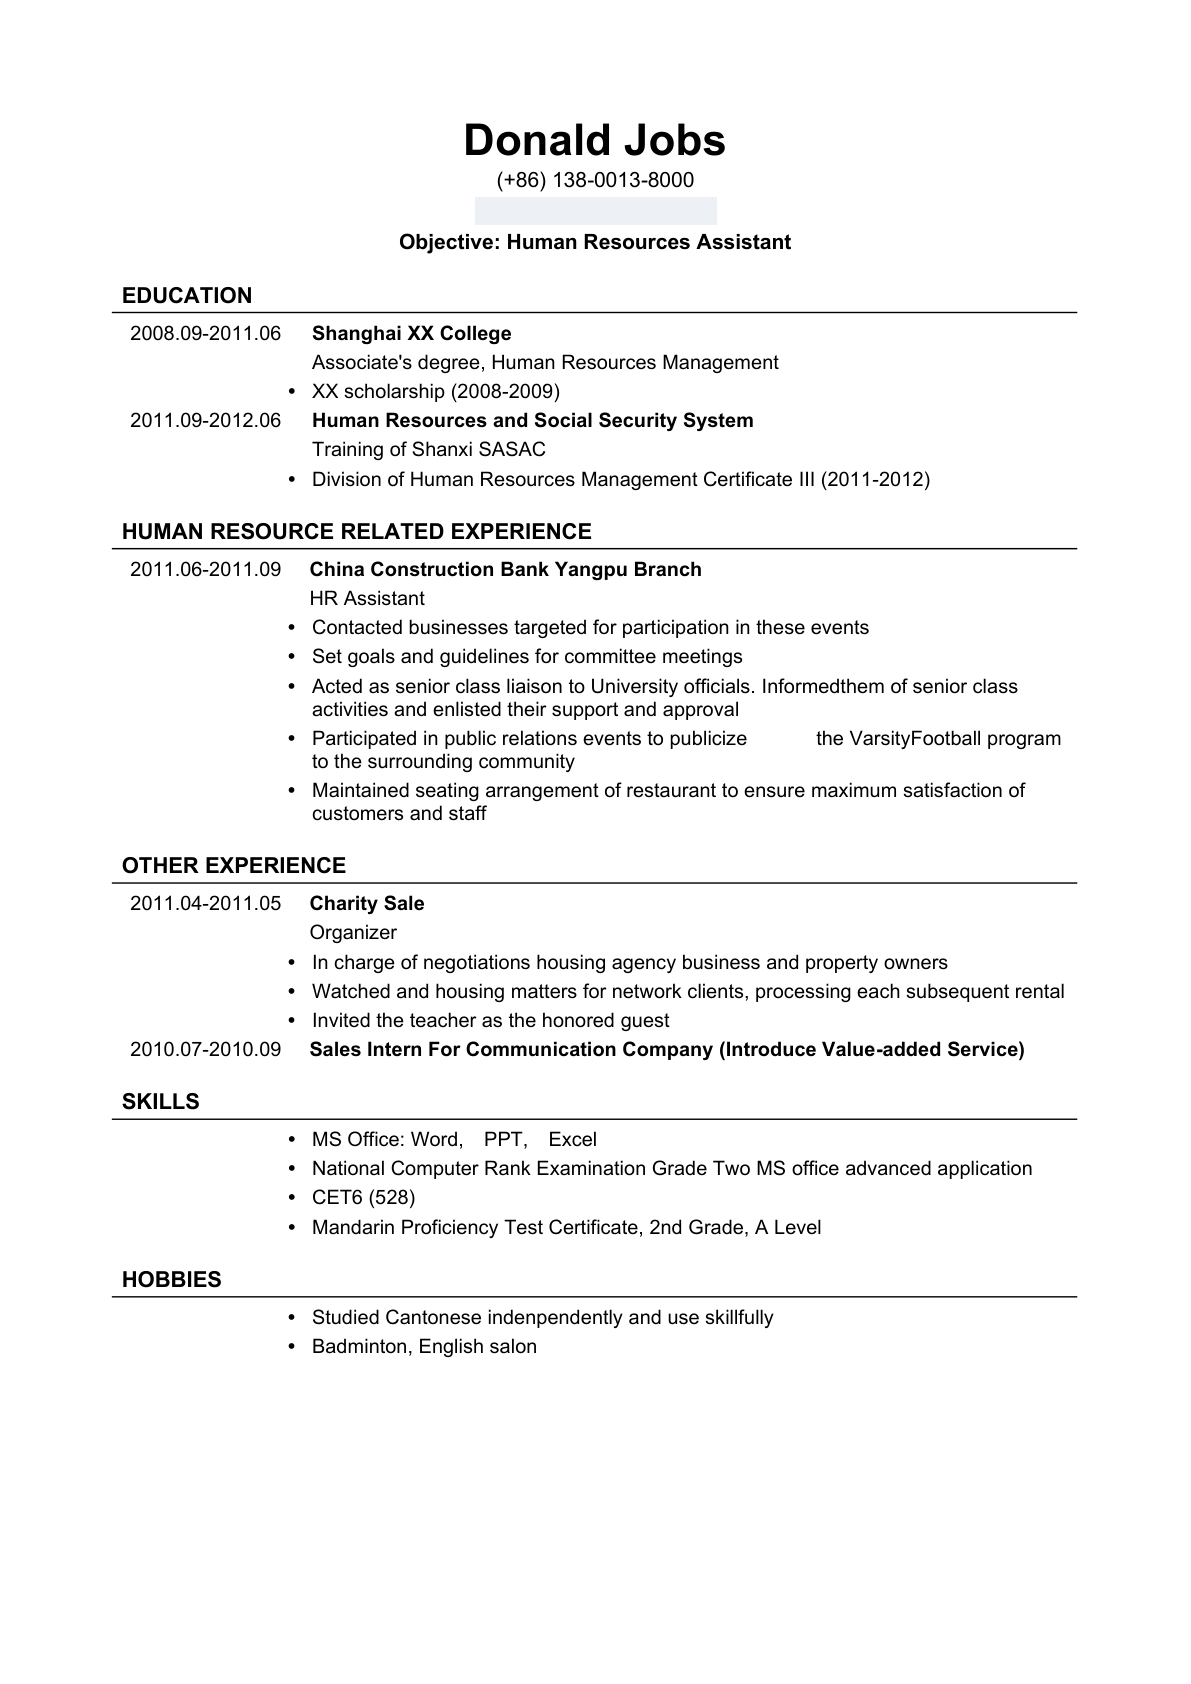 Donald Jobs
(+86) 138-0013-8000
Objective: Human Resources Assistant
EDUCATION
2008.09-2011.06 Shanghai XX College
Associate's degree, Human Resources Management
• XX scholarship (2008-2009)
2011.09-2012.06 Human Resources and Social Security System
Training of Shanxi SASAC
• Division of Human Resources Management Certificate III (2011-2012)
HUMAN RESOURCE RELATED EXPERIENCE
2011.06-2011.09 China Construction Bank Yangpu Branch
HR Assistant
• Contacted businesses targeted for participation in these events
• Set goals and guidelines for committee meetings
• Acted as senior class liaison to University officials. Informedthem of senior class
activities and enlisted their support and approval
• Participated in public relations events to publicize the VarsityFootball program
to the surrounding community
• Maintained seating arrangement of restaurant to ensure maximum satisfaction of
customers and staff
OTHER EXPERIENCE
2011.04-2011.05 Charity Sale
Organizer
• In charge of negotiations housing agency business and property owners
• Watched and housing matters for network clients, processing each subsequent rental
• Invited the teacher as the honored guest
2010.07-2010.09 Sales Intern For Communication Company (Introduce Value-added Service)
SKILLS
• MS Office: Word, PPT, Excel
• National Computer Rank Examination Grade Two MS office advanced application
• CET6 (528)
• Mandarin Proficiency Test Certificate, 2nd Grade, A Level
HOBBIES
• Studied Cantonese indenpendently and use skillfully
• Badminton, English salon